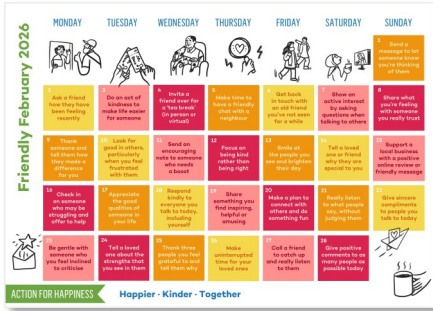 Friendly February 2026
MONDAY
TUESDAY
WEDNESDAY
THURSDAY
FRIDAY
SATURDAY
SUNDAY
1
Send a
message to let
someone know
you're thinking
of them
2
Ask a friend
how they have
been feeling
recently
3
Do an act of
kindness to
make life easier
for someone
4
Invite a
friend over for
a 'tea break'
(in person or
virtual)
5
Make time to
have a friendly
chat with a
neighbour
6
Get back
in touch with
an old friend
you've not seen
for a while
7
Show an
active interest
by asking
questions when
talking to others
8
Share what
you're feeling
with someone
you really trust
9
Thank
someone and
tell them how
they made a
difference
for you
10
Look for
good in others,
particularly
when you feel
frustrated
with them
11
Send an
encouraging
note to someone
who needs
a boost
12
Focus on
being kind
rather than
being right
13
Smile at the
people you see
and brighten
their day
14
Tell a loved
one or friend
why they are
special to you
15
Support a
local business
with a positive
online review or
friendly message
16
Check in
on someone
who may be
struggling and
offer to help
17
Appreciate
the good
qualities of
someone in
your life
18
Respond
kindly to
everyone you
talk to today,
including
yourself
19
Share
something you
find inspiring,
helpful or
amusing
20
Make a plan to
connect with
others and do
something fun
21
Really listen
to what
people say,
without judging
them
22
Give sincere
compliments
to people you
talk to today
23
Be gentle with
someone who
you feel inclined
to criticise
24
Tell a loved
one about the
strengths that
you see in them
25
Thank three
people you feel
grateful to and
tell them why
26
Make
uninterrupted
time for your
loved ones
27
Call a friend
to catch up
and really listen
to them
28
Give positive
comments to as
many people as
possible today
ACTION FOR HAPPINESS
Happier · Kinder · Together